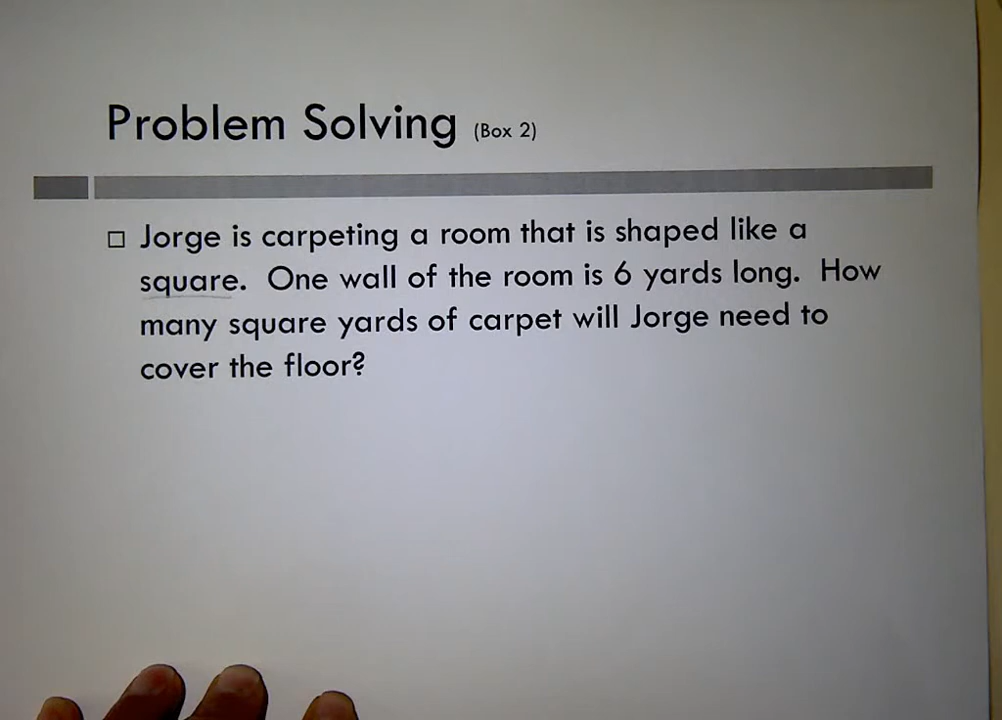 Problem Solving (Box 2)
Jorge is carpeting a room that is shaped like a
square. One wall of the room is 6 yards long. How
many square yards of carpet will Jorge need to
cover the floor?